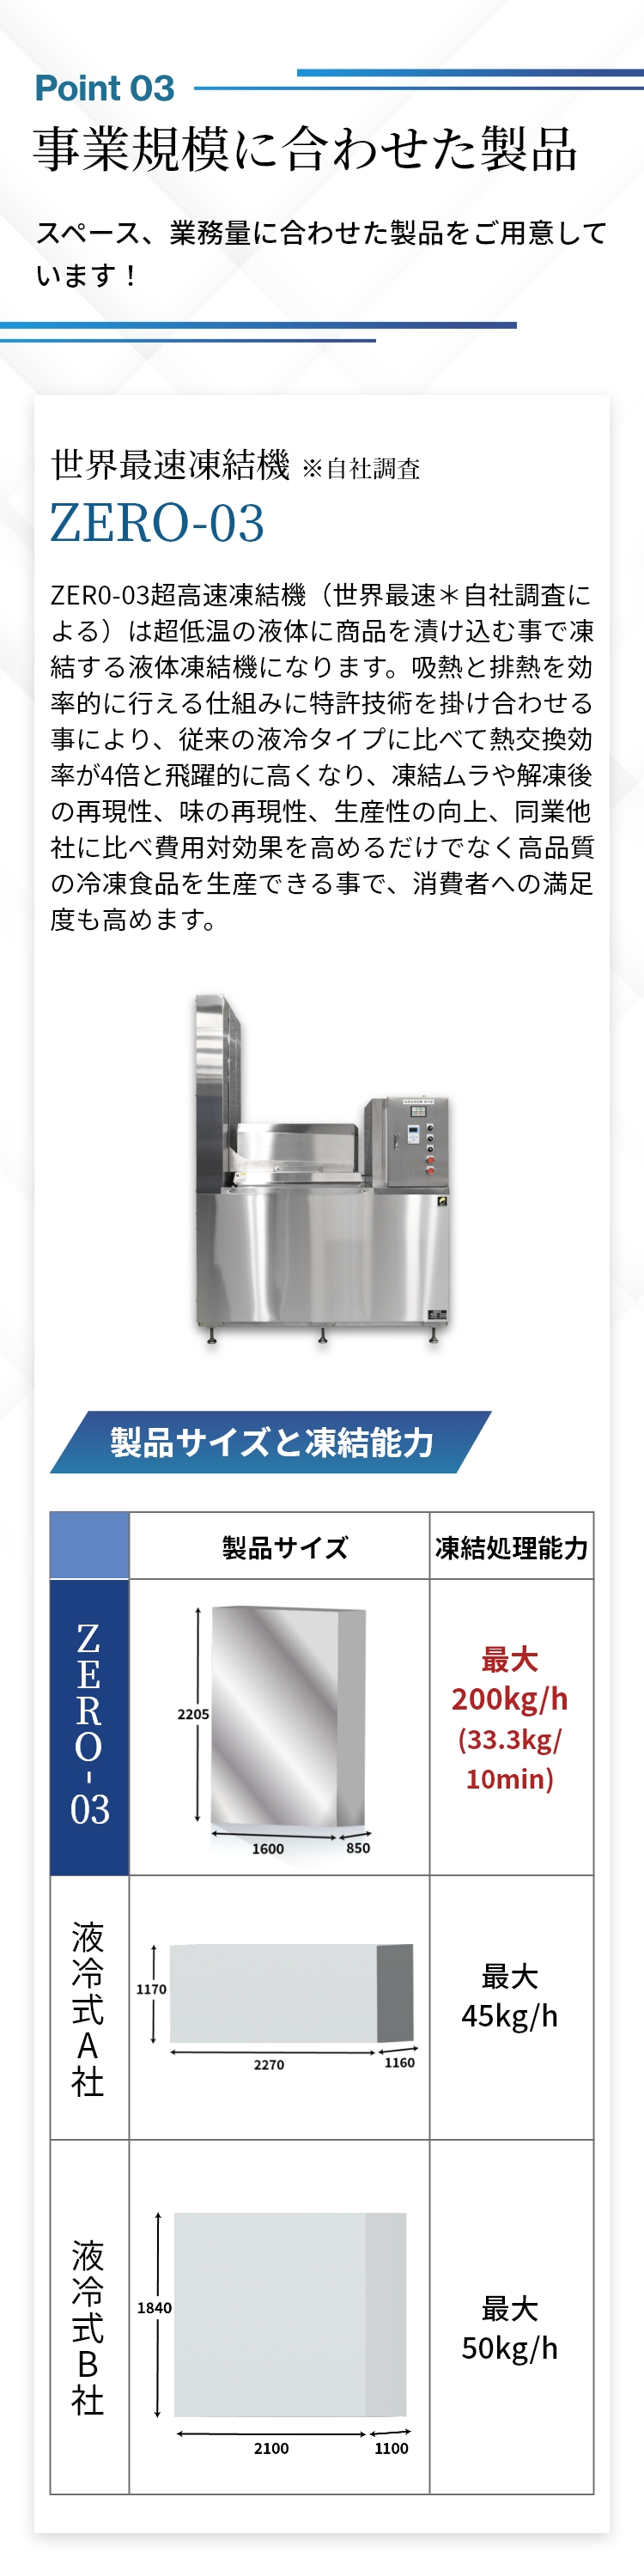 Point 03
事業規模に合わせた製品
スペース、業務量に合わせた製品をご用意して
います！
世界最速凍結機 ※自社調査
ZERO-03
ZER0-03超高速凍結機（世界最速＊自社調査に
よる）は超低温の液体に商品を漬け込む事で凍
結する液体凍結機になります。吸熱と排熱を効
率的に行える仕組みに特許技術を掛け合わせる
事により、従来の液冷タイプに比べて熱交換効
率が4倍と飛躍的に高くなり、凍結ムラや解凍後
の再現性、味の再現性、生産性の向上、同業他
社に比べ費用対効果を高めるだけでなく高品質
の冷凍食品を生産できる事で、消費者への満足
度も高めます。
製品サイズと凍結能力
製品サイズ 凍結処理能力
ZERO-03
2205
1600 850
最大
200kg/h
(33.3kg/
10min)
液冷式A社
1170
2270 1160
最大
45kg/h
液冷式B社
1840
2100 1100
最大
50kg/h